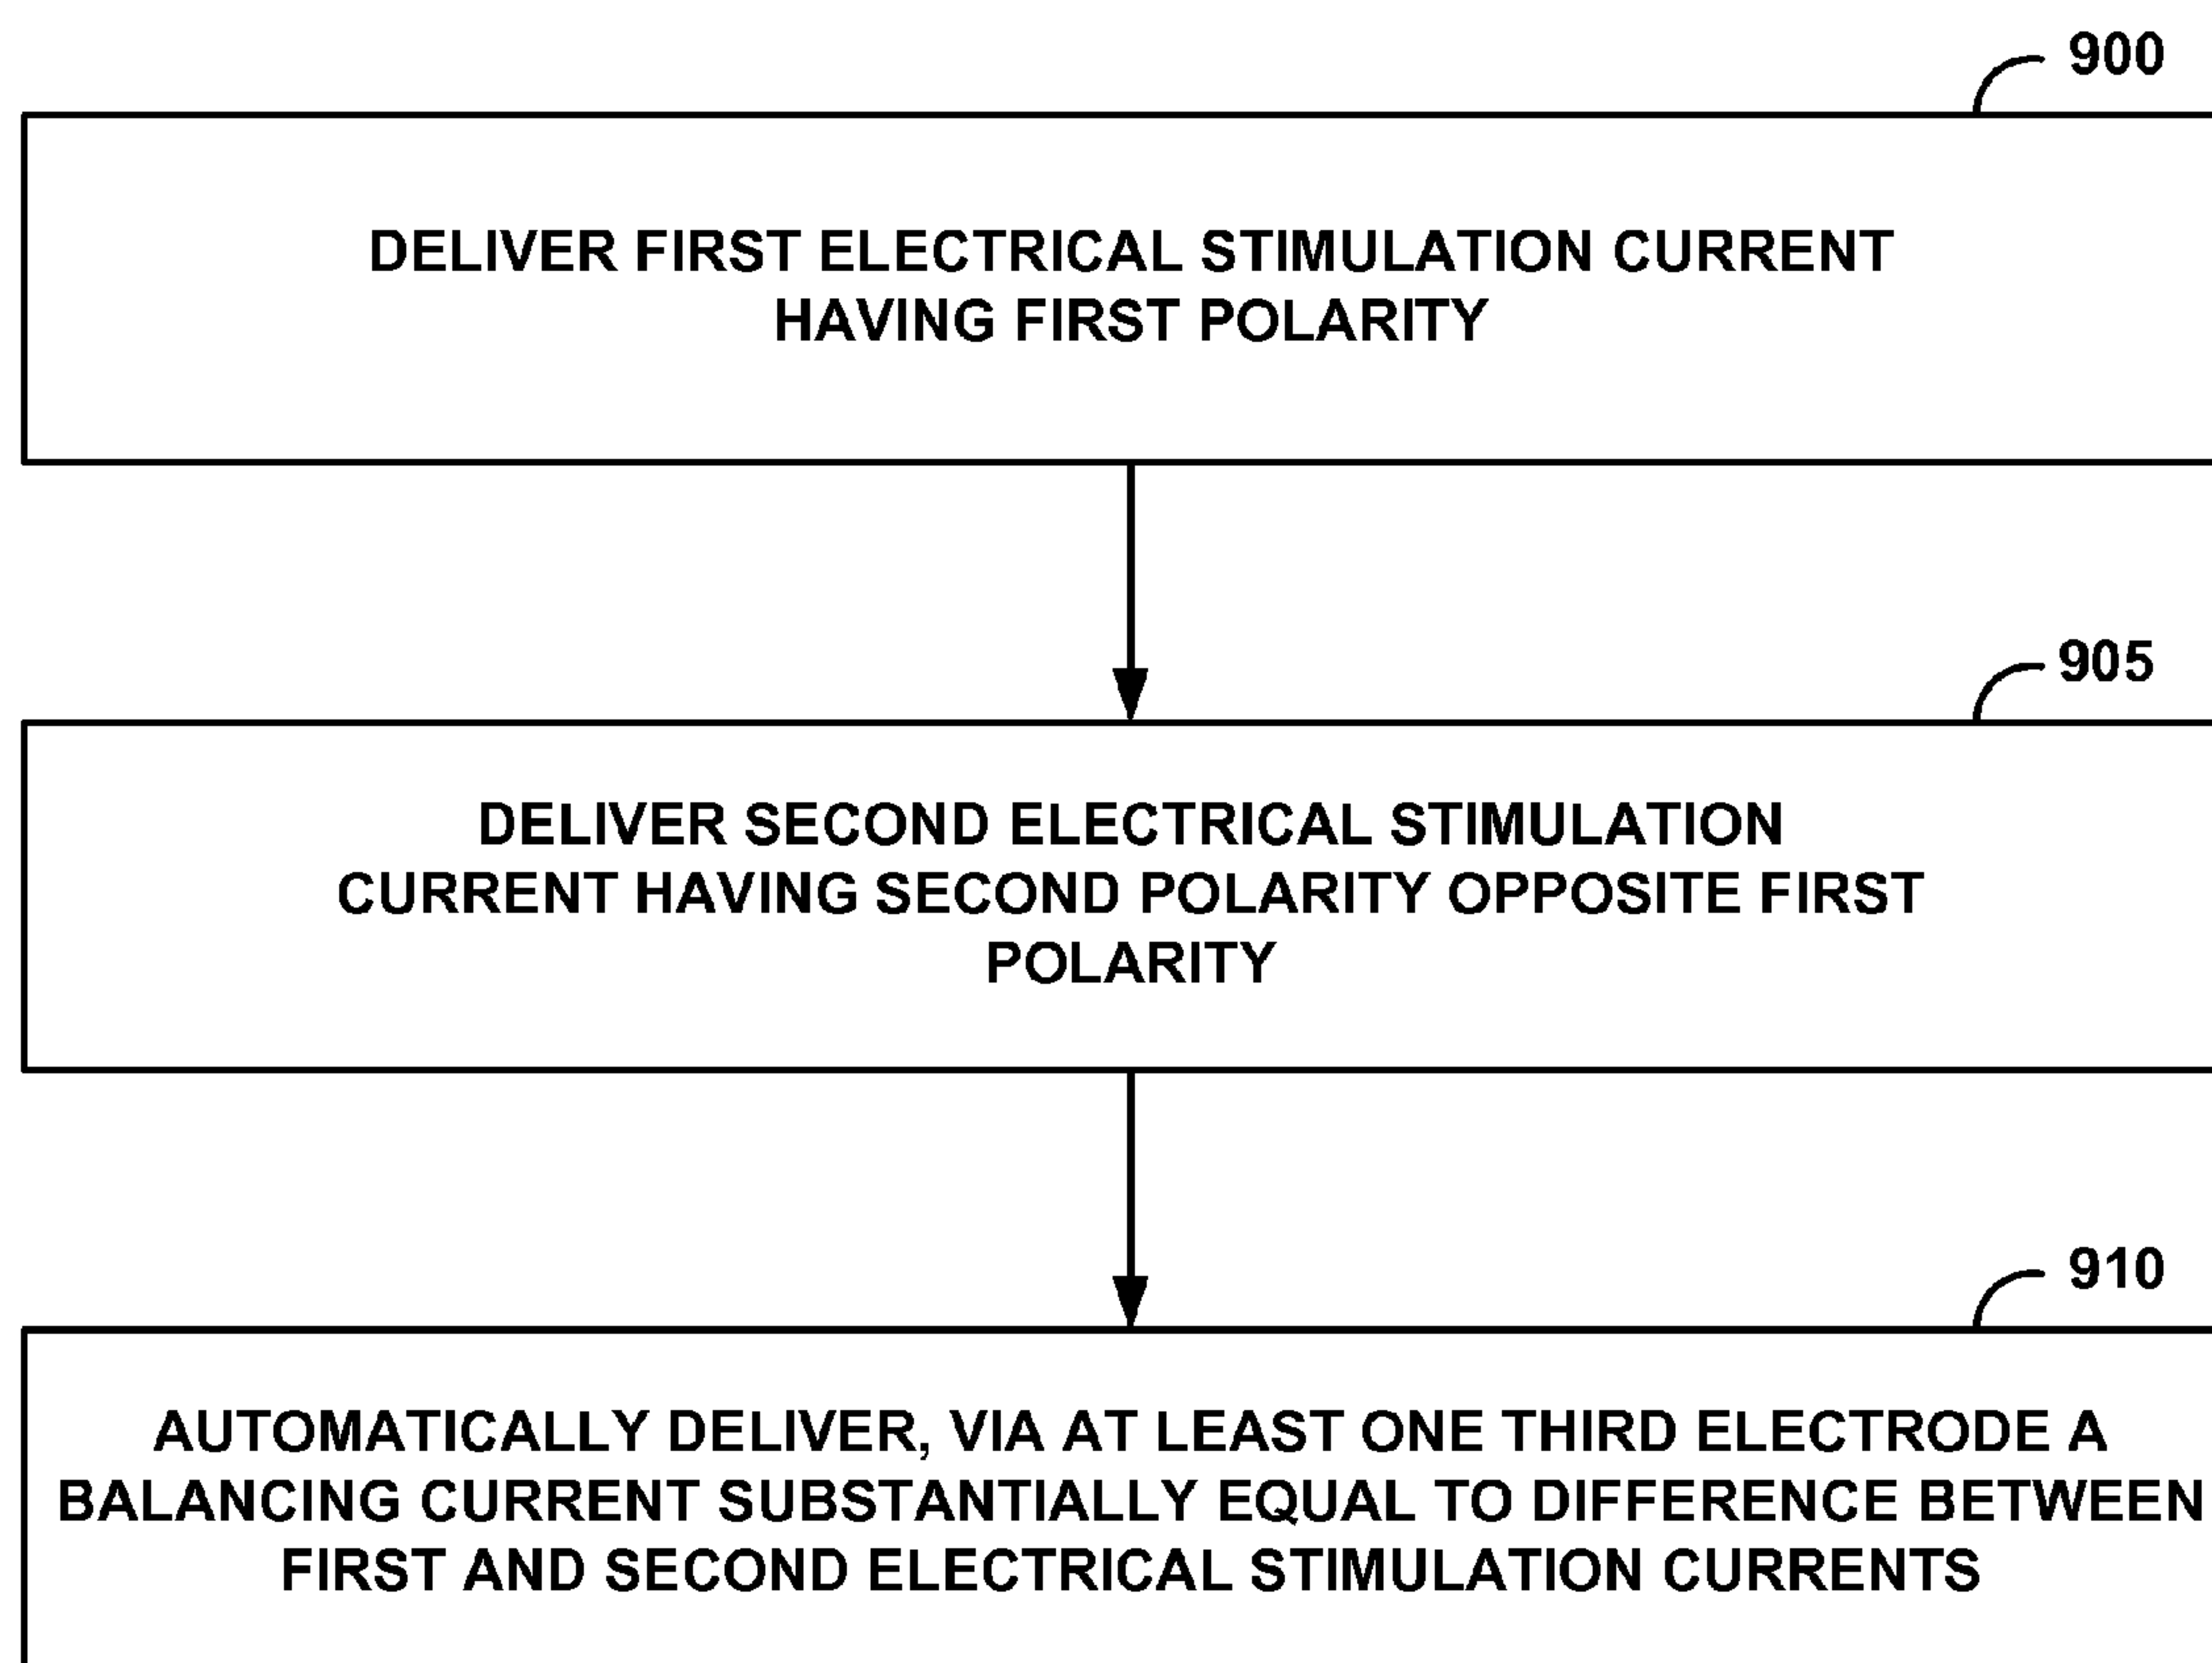 900
DELIVER FIRST ELECTRICAL STIMULATION CURRENT
HAVING FIRST POLARITY
905
DELIVER SECOND ELECTRICAL STIMULATION
CURRENT HAVING SECOND POLARITY OPPOSITE FIRST
POLARITY
910
AUTOMATICALLY DELIVER, VIA AT LEAST ONE THIRD ELECTRODE A
BALANCING CURRENT SUBSTANTIALLY EQUAL TO DIFFERENCE BETWEEN
FIRST AND SECOND ELECTRICAL STIMULATION CURRENTS